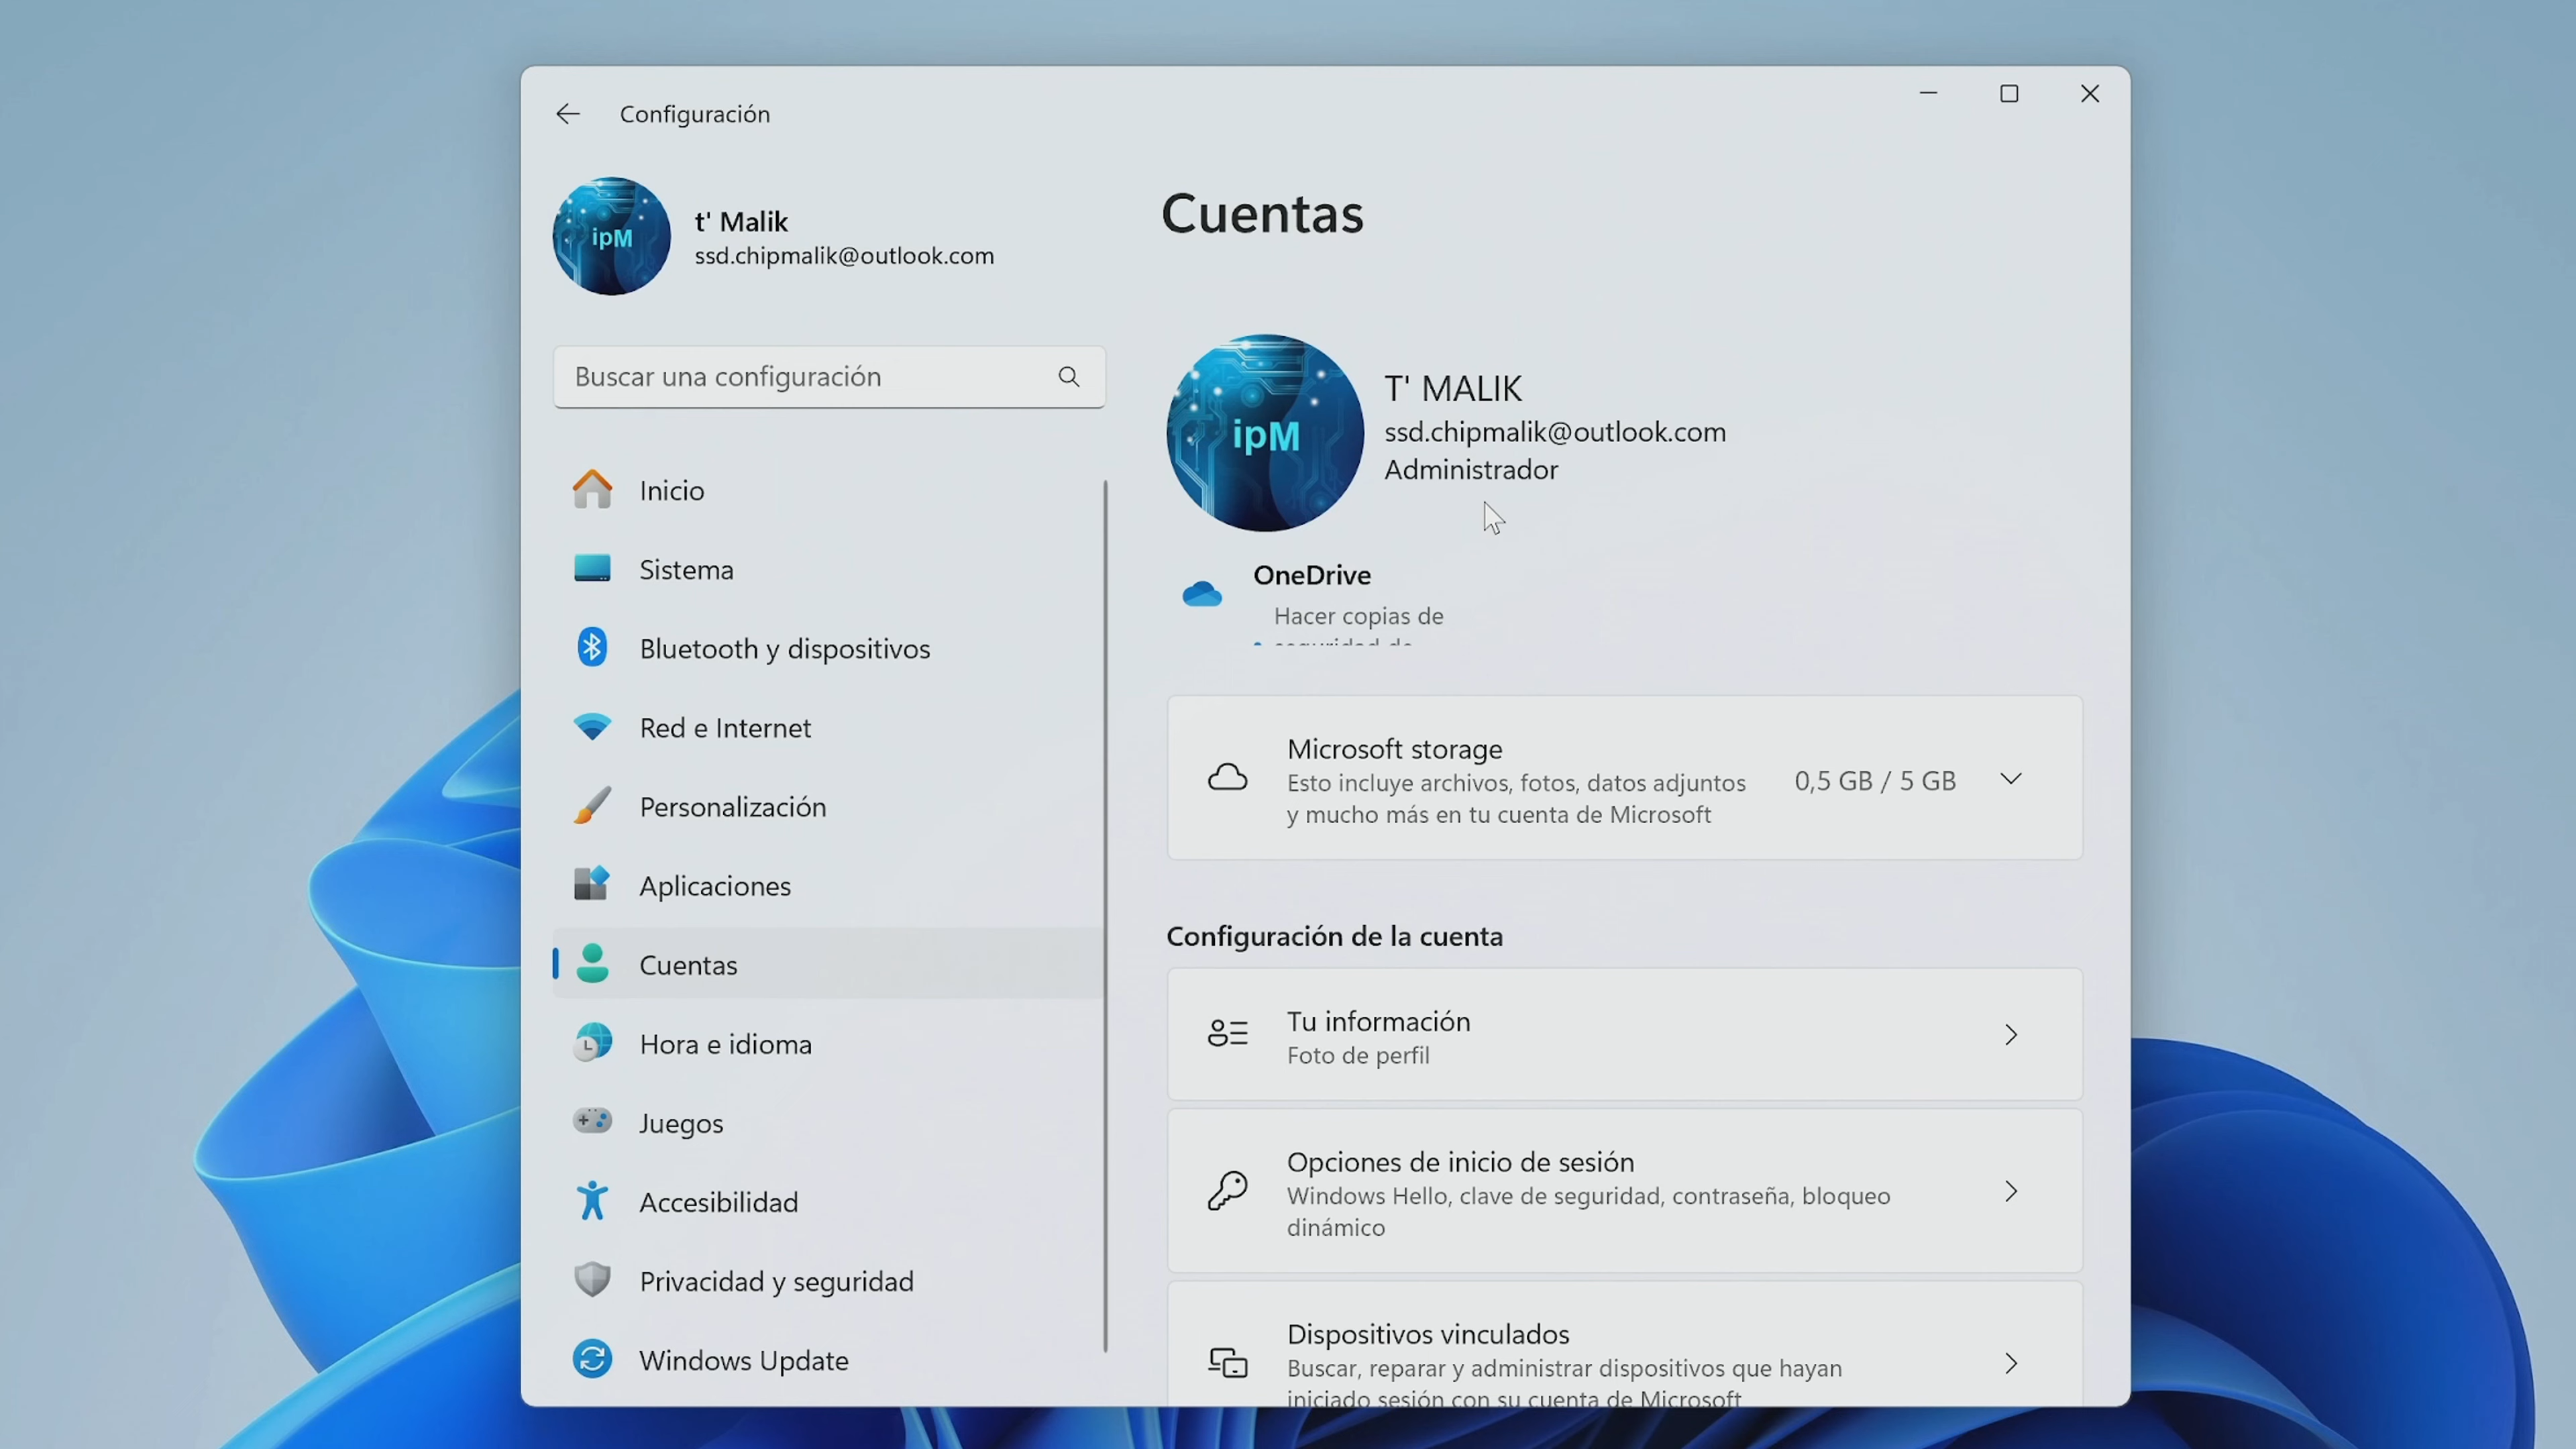 Configuración
ipM
t' Malik
ssd.chipmalik@outlook.com
Buscar una configuración
Inicio
Sistema
Bluetooth y dispositivos
Red e Internet
Personalización
Aplicaciones
Cuentas
Hora e idioma
Juegos
Accesibilidad
Privacidad y seguridad
Windows Update
Cuentas
ipM
T' MALIK
ssd.chipmalik@outlook.com
Administrador
OneDrive
Hacer copias de
seguridad de
Microsoft storage
Esto incluye archivos, fotos, datos adjuntos
y mucho más en tu cuenta de Microsoft
0,5 GB / 5 GB
Configuración de la cuenta
Tu información
Foto de perfil
Opciones de inicio de sesión
Windows Hello, clave de seguridad, contraseña, bloqueo
dinámico
Dispositivos vinculados
Buscar, reparar y administrar dispositivos que hayan
iniciado sesión con su cuenta de Microsoft